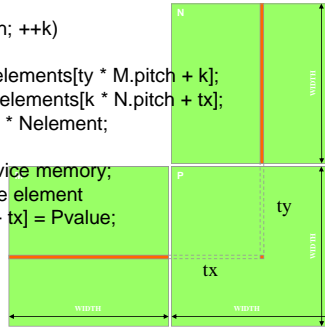 n; ++k)
elements[ty * M.pitch + k];
elements[k * N.pitch + tx];
* Nelement;
vice memory;
e element
tx] = Pvalue;
N
WIDTH
P
ty
tx
WIDTH
WIDTH
WIDTH